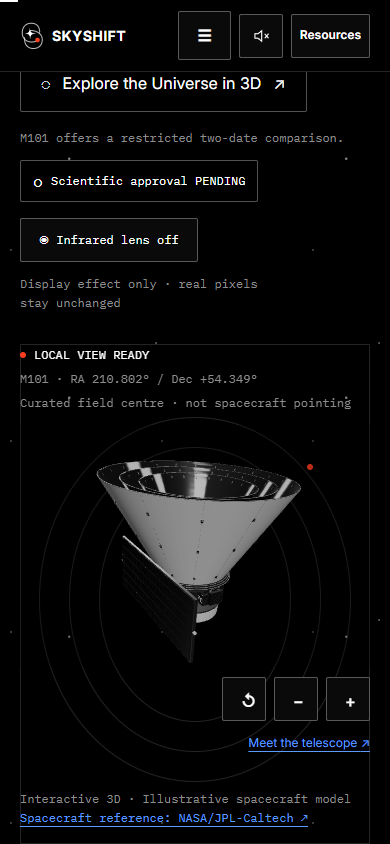 SKYSHIFT
Resources
Explore the Universe in 3D ↗
M101 offers a restricted two-date comparison.
Scientific approval PENDING
Infrared lens off
Display effect only · real pixels
stay unchanged
LOCAL VIEW READY
M101 · RA 210.802° / Dec +54.349°
Curated field centre · not spacecraft pointing
Meet the telescope ↗
Interactive 3D · Illustrative spacecraft model
Spacecraft reference: NASA/JPL-Caltech ↗